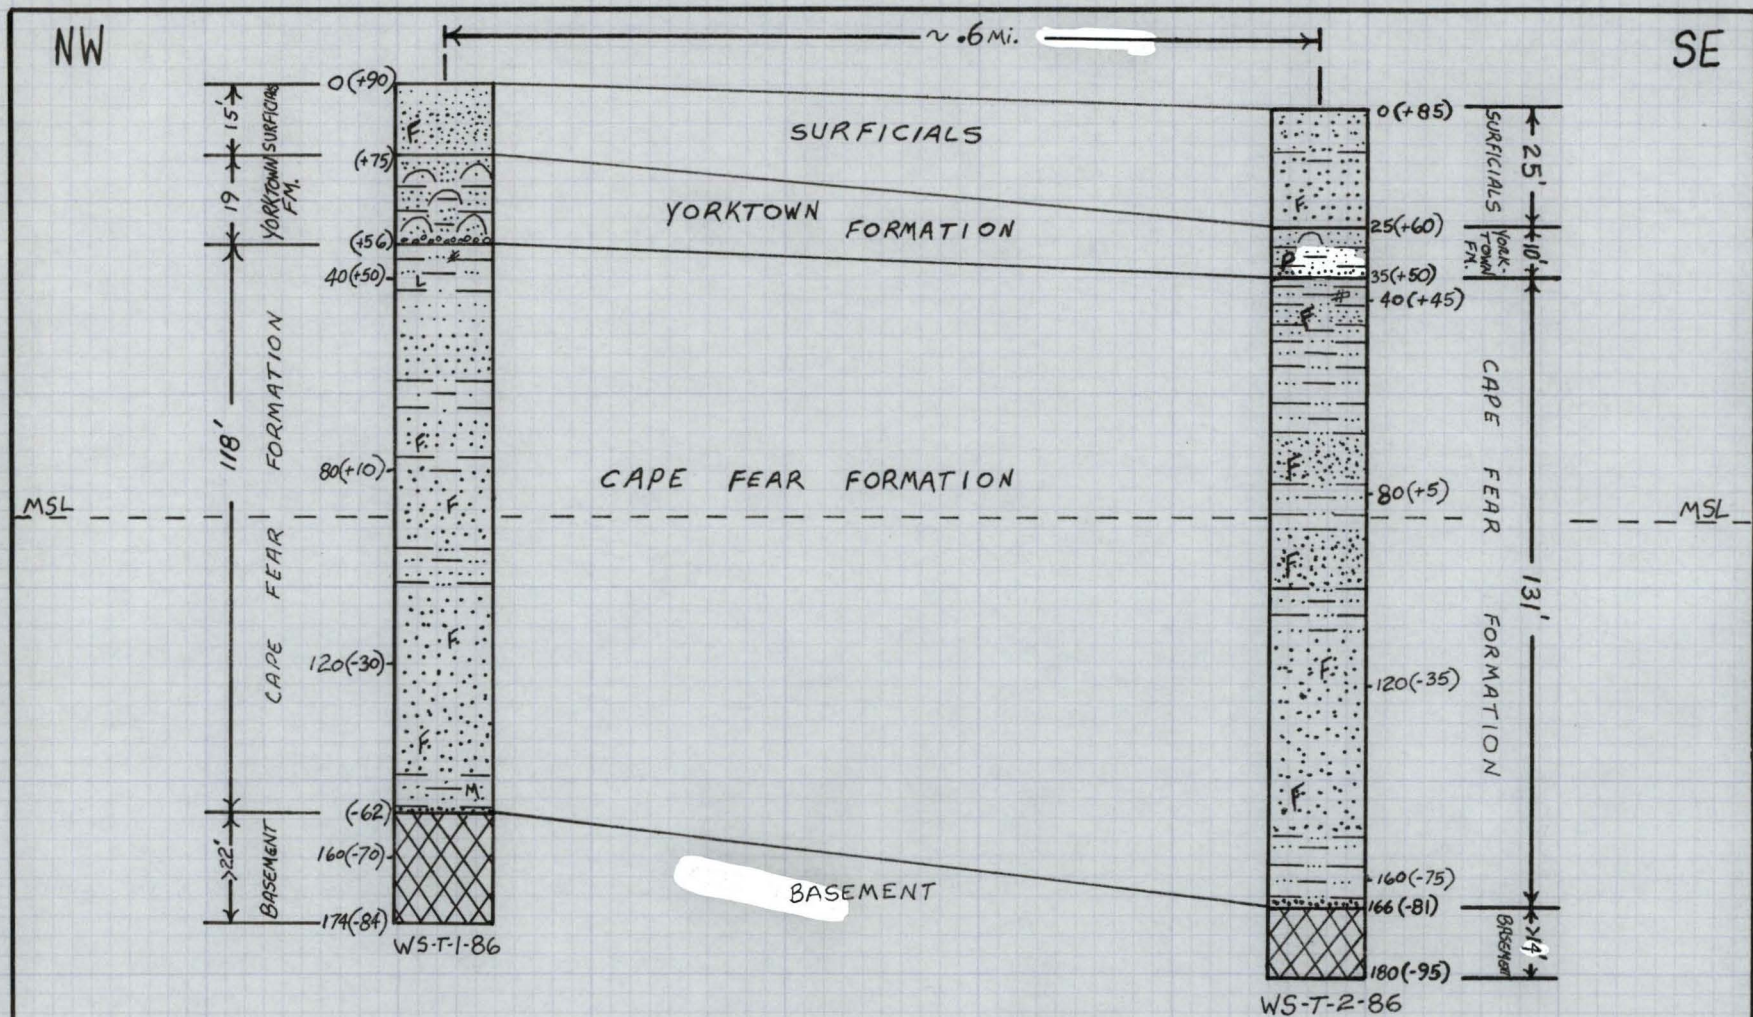 NW
~ .6 Mi.
SE
0(+90)
(+75)
(+56)
40(+50)
80(+10)
120(-30)
(-62)
160(-70)
174(-84)
15'
19
118'
>22'
SURFICIALS
YORKTOWN
FM.
CAPE FEAR FORMATION
BASEMENT
F
L
F
F
F
F
M
WS-T-1-86
SURFICIALS
YORKTOWN
FORMATION
CAPE FEAR FORMATION
BASEMENT
MSL
MSL
0(+85)
25(+60)
35(+50)
40(+45)
80(+5)
120(-35)
160(-75)
166(-81)
180(-95)
F
P
F
F
F
F
F
SURFICIALS
YORK-
TOWN
FM.
CAPE FEAR FORMATION
BASEMENT
25'
10'
131'
>14'
WS-T-2-86